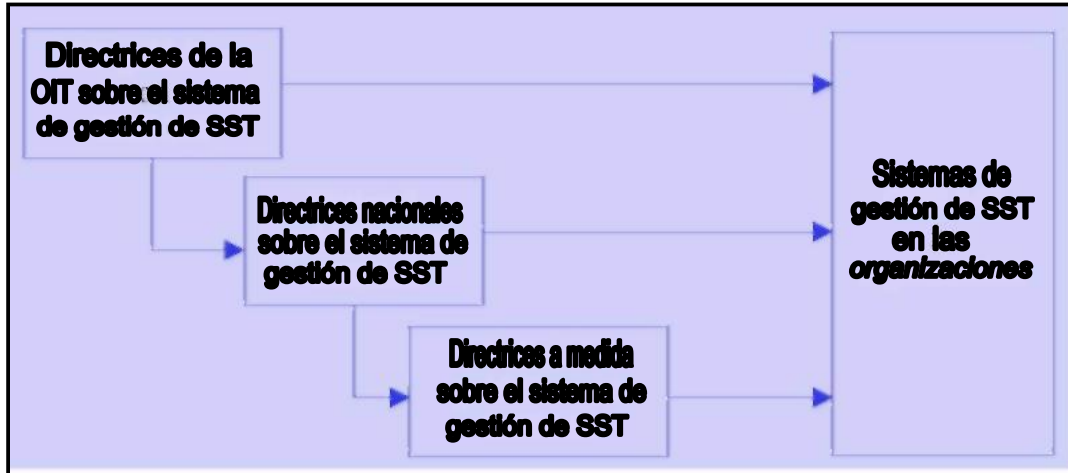 Directrices de la
OIT sobre el sistema
de gestión de SST
Directrices nacionales
sobre el sistema de
gestión de SST
Directrices a medida
sobre el sistema de
gestión de SST
Sistemas de
gestión de SST
en las
organizaciones